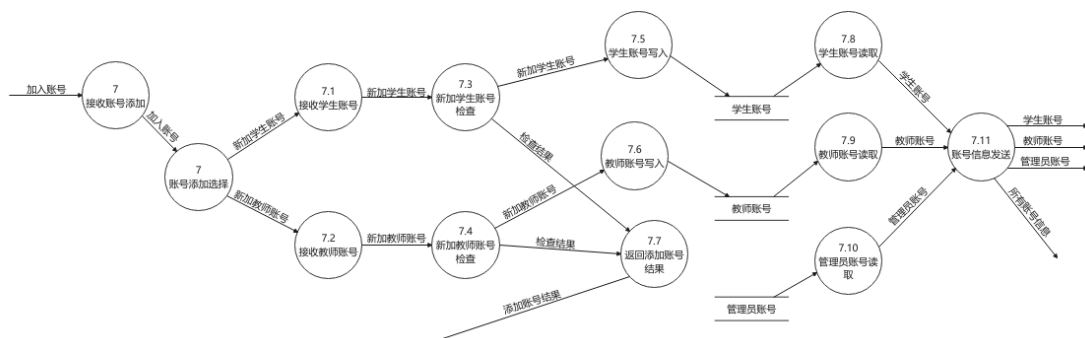 加入账号
7
接收账号添加
加入账号
7
账号添加选择
新加学生账号
新加教师账号
7.1
接收学生账号
7.2
接收教师账号
新加学生账号
新加教师账号
7.3
新加学生账号
检查
7.4
新加教师账号
检查
新加学生账号
检查结果
新加教师账号
检查结果
7.5
学生账号写入
7.6
教师账号写入
7.7
返回添加账号
结果
添加账号结果
学生账号
教师账号
管理员账号
7.8
学生账号读取
7.9
教师账号读取
7.10
管理员账号读
取
学生账号
教师账号
管理员账号
7.11
账号信息发送
学生账号
教师账号
管理员账号
所有账号信息